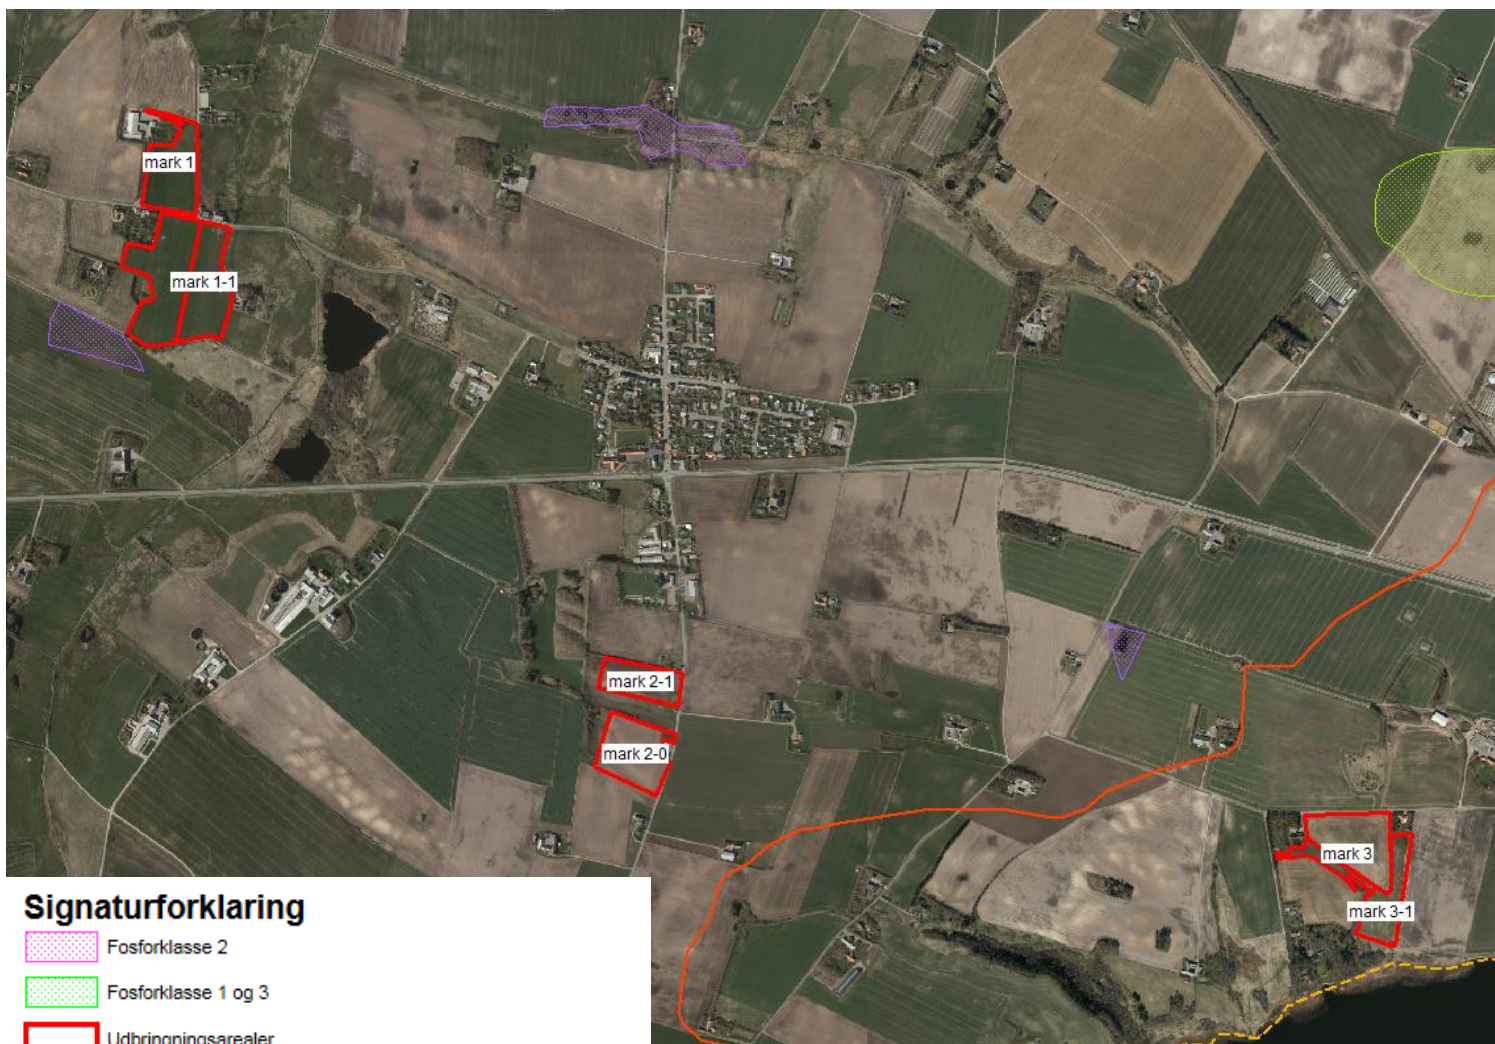 mark 1
mark 1-1
mark 2-1
mark 2-0
mark 3
mark 3-1
Signaturforklaring
Fosforklasse 2
Fosforklasse 1 og 3
Udbringningsarealer